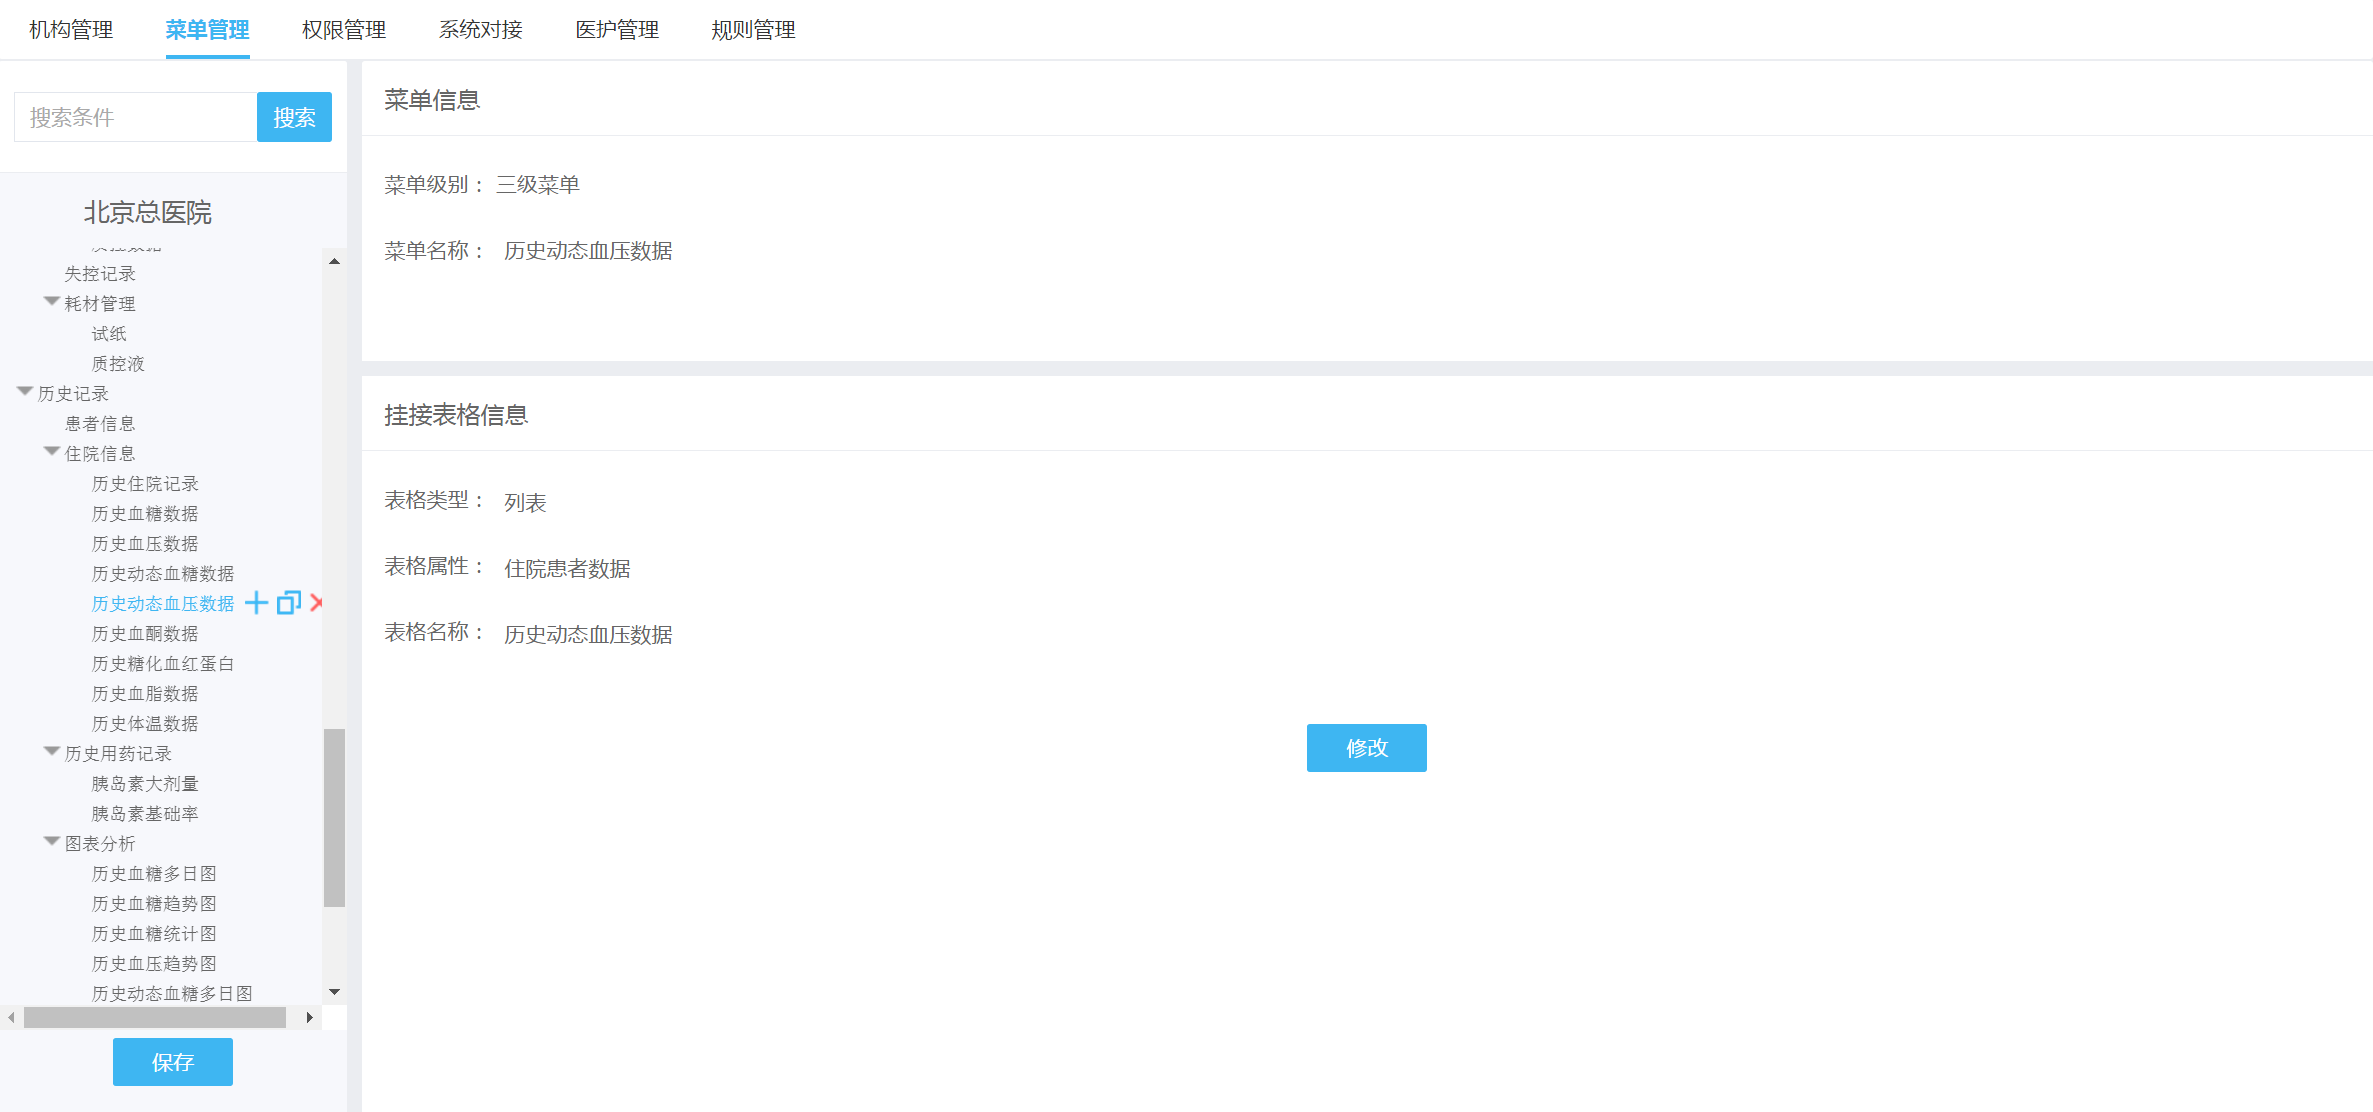 机构管理 菜单管理 权限管理 系统对接 医护管理 规则管理
搜索条件 搜索
北京总医院
失控记录
耗材管理
试纸
质控液
历史记录
患者信息
住院信息
历史住院记录
历史血糖数据
历史血压数据
历史动态血糖数据
历史动态血压数据
历史血酮数据
历史糖化血红蛋白
历史血脂数据
历史体温数据
历史用药记录
胰岛素大剂量
胰岛素基础率
图表分析
历史血糖多日图
历史血糖趋势图
历史血糖统计图
历史血压趋势图
历史动态血糖多日图
保存
菜单信息
菜单级别： 三级菜单
菜单名称： 历史动态血压数据
挂接表格信息
表格类型： 列表
表格属性： 住院患者数据
表格名称： 历史动态血压数据
修改